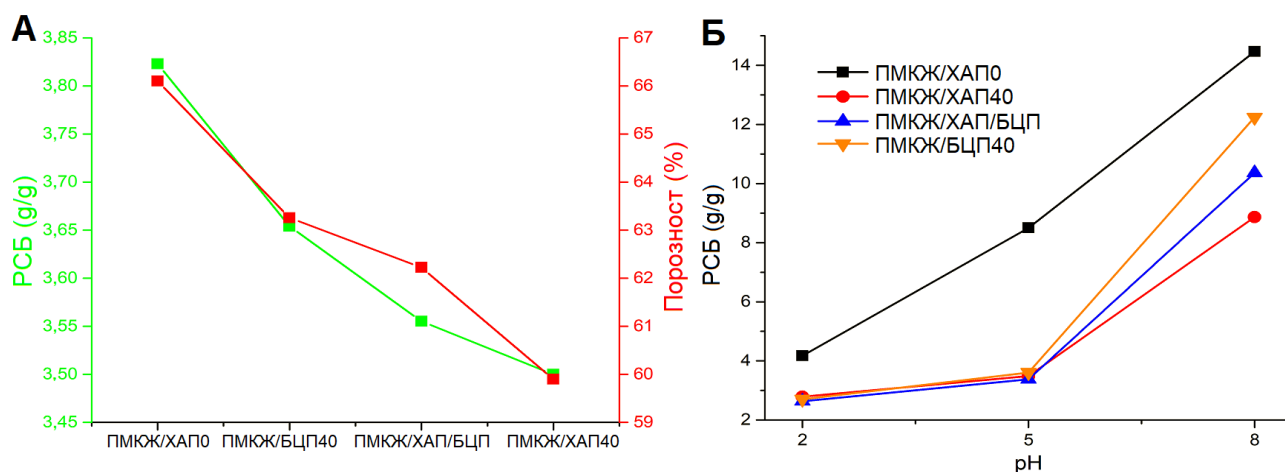 А
3,85
3,80
3,75
3,70
3,65
3,60
3,55
3,50
3,45
РСБ (g/g)
67
66
65
64
63
62
61
60
59
Порозност (%)
ПМКЖ/ХАП0
ПМКЖ/БЦП40
ПМКЖ/ХАП/БЦП
ПМКЖ/ХАП40
Б
14
12
10
8
6
4
2
РСБ (g/g)
ПМКЖ/ХАП0
ПМКЖ/ХАП40
ПМКЖ/ХАП/БЦП
ПМКЖ/БЦП40
2
5
8
pH